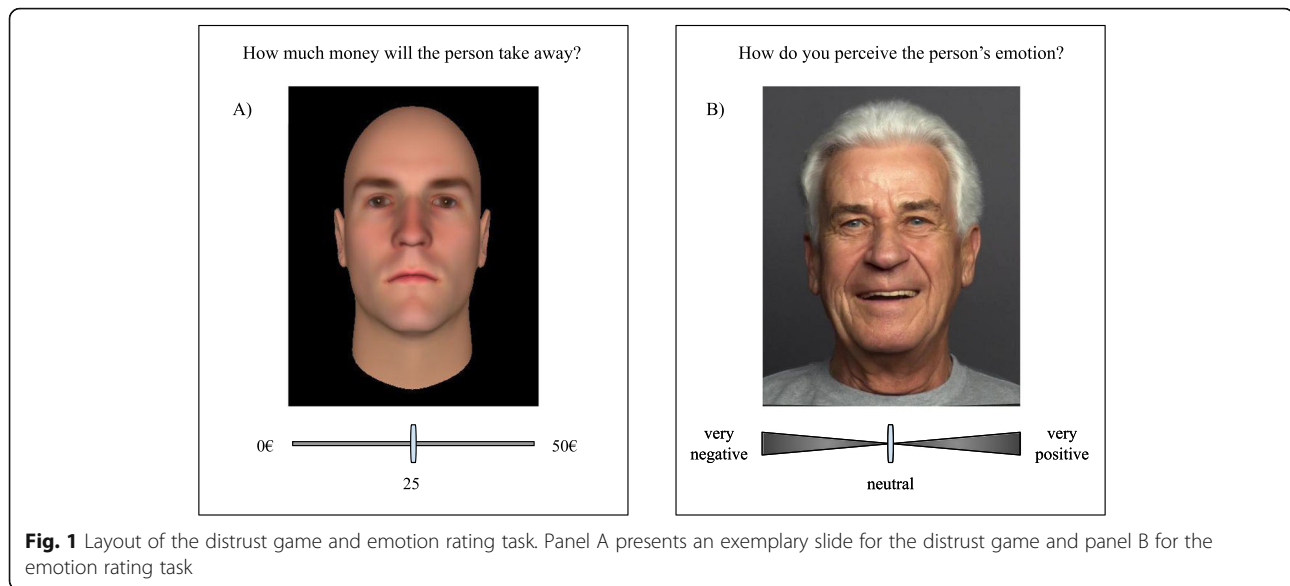 How much money will the person take away?
A)
0€
50€
25
How do you perceive the person's emotion?
B)
very
negative
very
positive
neutral
Fig. 1 Layout of the distrust game and emotion rating task. Panel A presents an exemplary slide for the distrust game and panel B for the
emotion rating task